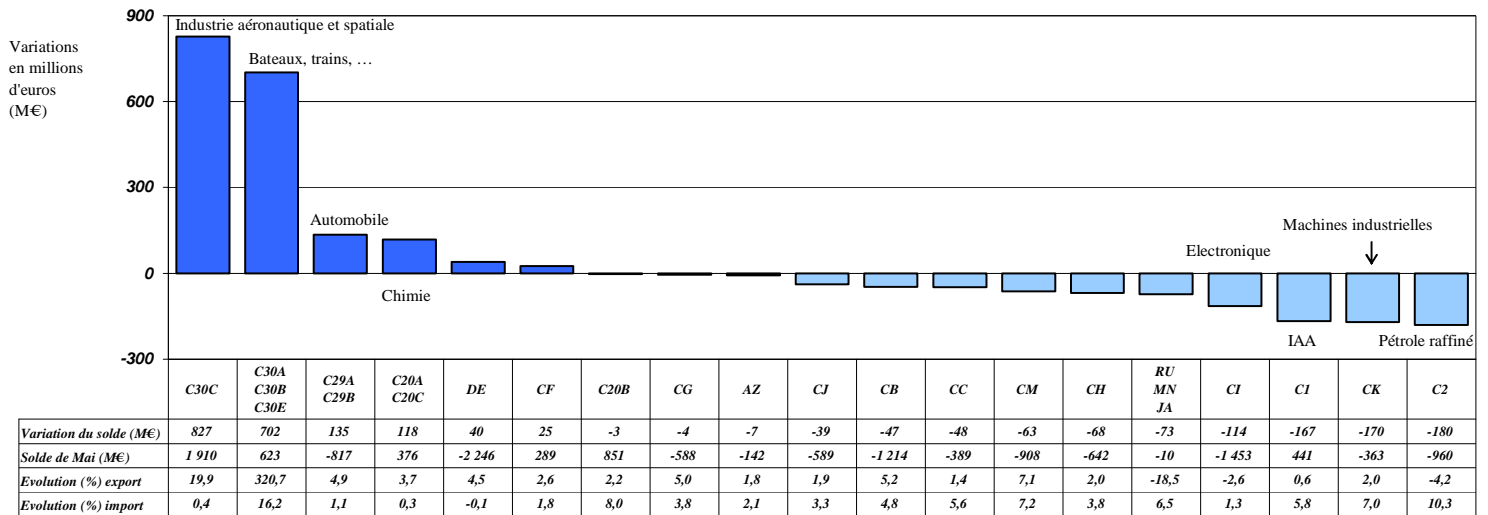 900
Industrie aéronautique et spatiale
Variations
en millions
d'euros
(M€)
Bateaux, trains, …
600
300
Automobile
Machines industrielles
Electronique
0
Chimie
IAA
Pétrole raffiné
-300
C30C C30A C30B C30E C29A C29B C20A C20C DE CF C20B CG AZ CJ CB CC CM CH RU MN JA CI C1 CK C2
Variation du solde (M€) 827 702 135 118 40 25 -3 -4 -7 -39 -47 -48 -63 -68 -73 -114 -167 -170 -180
Solde de Mai (M€) 1 910 623 -817 376 -2 246 289 851 -588 -142 -589 -1 214 -389 -908 -642 -10 -1 453 441 -363 -960
Evolution (%) export 19,9 320,7 4,9 3,7 4,5 2,6 2,2 5,0 1,8 1,9 5,2 1,4 7,1 2,0 -18,5 -2,6 0,6 2,0 -4,2
Evolution (%) import 0,4 16,2 1,1 0,3 -0,1 1,8 8,0 3,8 2,1 3,3 4,8 5,6 7,2 3,8 6,5 1,3 5,8 7,0 10,3